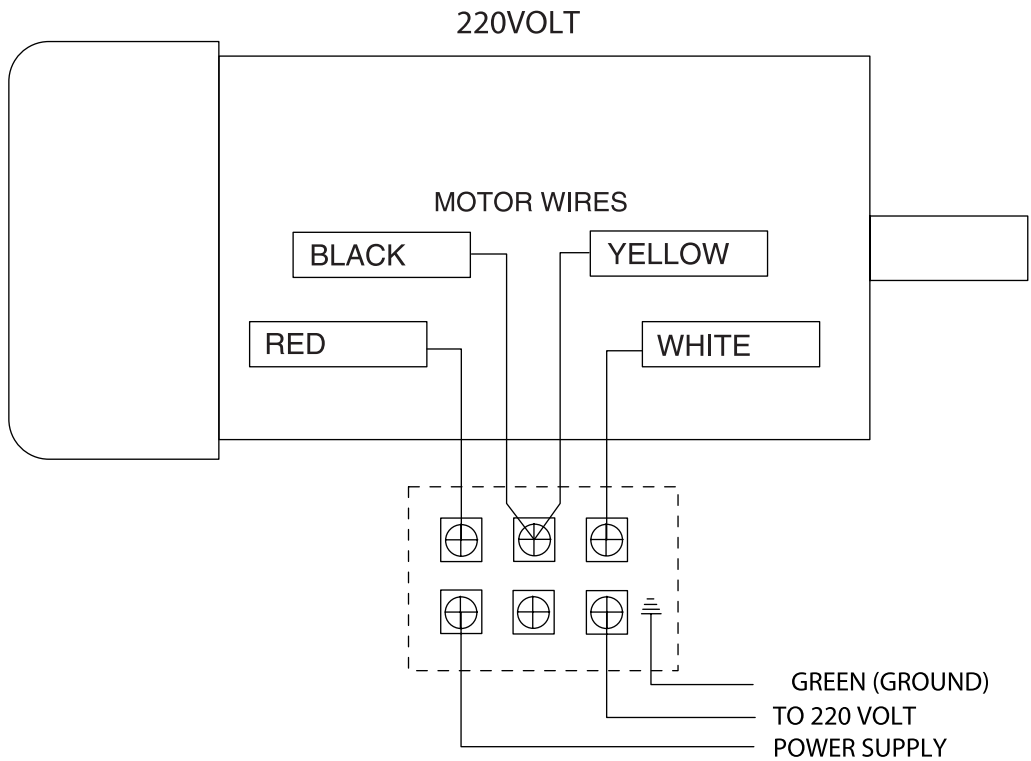 220VOLT
MOTOR WIRES
BLACK
YELLOW
RED
WHITE
GREEN (GROUND)
TO 220 VOLT
POWER SUPPLY